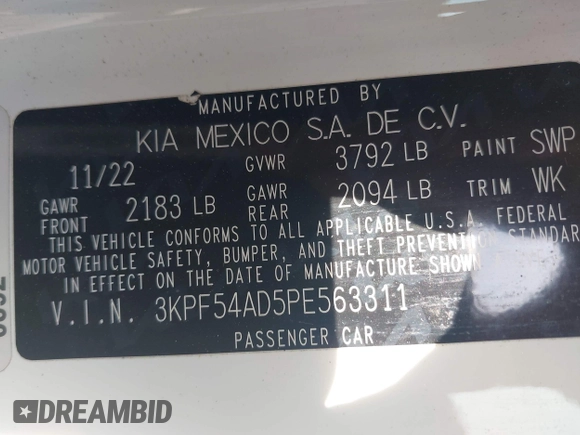 MANUFACTURED BY
KIA MEXICO S.A. DE C.V.
11/22 GVWR 3792 LB PAINT SWP
GAWR FRONT 2183 LB GAWR REAR 2094 LB TRIM WK
THIS VEHICLE CONFORMS TO ALL APPLICABLE U.S.A. FEDERAL
MOTOR VEHICLE SAFETY, BUMPER, AND THEFT PREVENTION STANDAR
IN EFFECT ON THE DATE OF MANUFACTURE SHOWN
V.I.N. 3KPF54AD5PE563311
PASSENGER CAR
DREAMBID